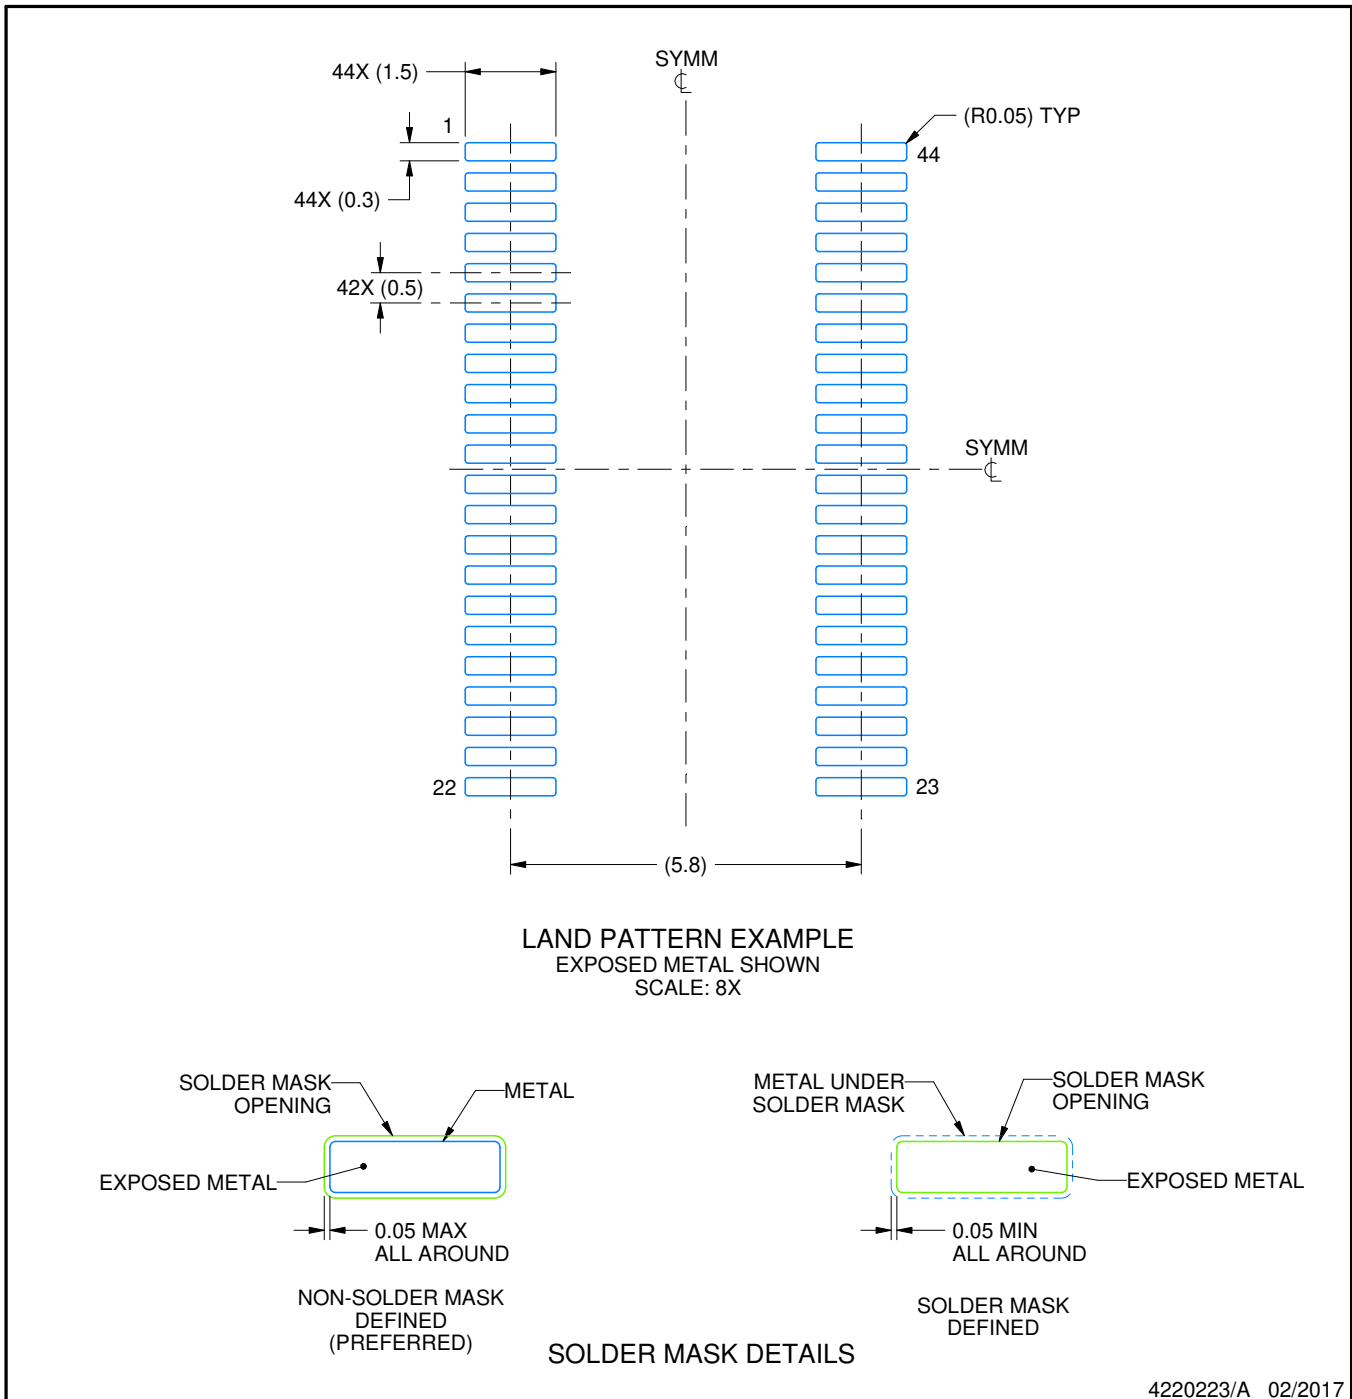 SYMM
44X (1.5)
(R0.05) TYP
1
44
44X (0.3)
42X (0.5)
SYMM
22
23
(5.8)
LAND PATTERN EXAMPLE
EXPOSED METAL SHOWN
SCALE: 8X
SOLDER MASK
OPENING
METAL
EXPOSED METAL
0.05 MAX
ALL AROUND
NON-SOLDER MASK
DEFINED
(PREFERRED)
METAL UNDER
SOLDER MASK
SOLDER MASK
OPENING
EXPOSED METAL
0.05 MIN
ALL AROUND
SOLDER MASK
DEFINED
SOLDER MASK DETAILS
4220223/A 02/2017